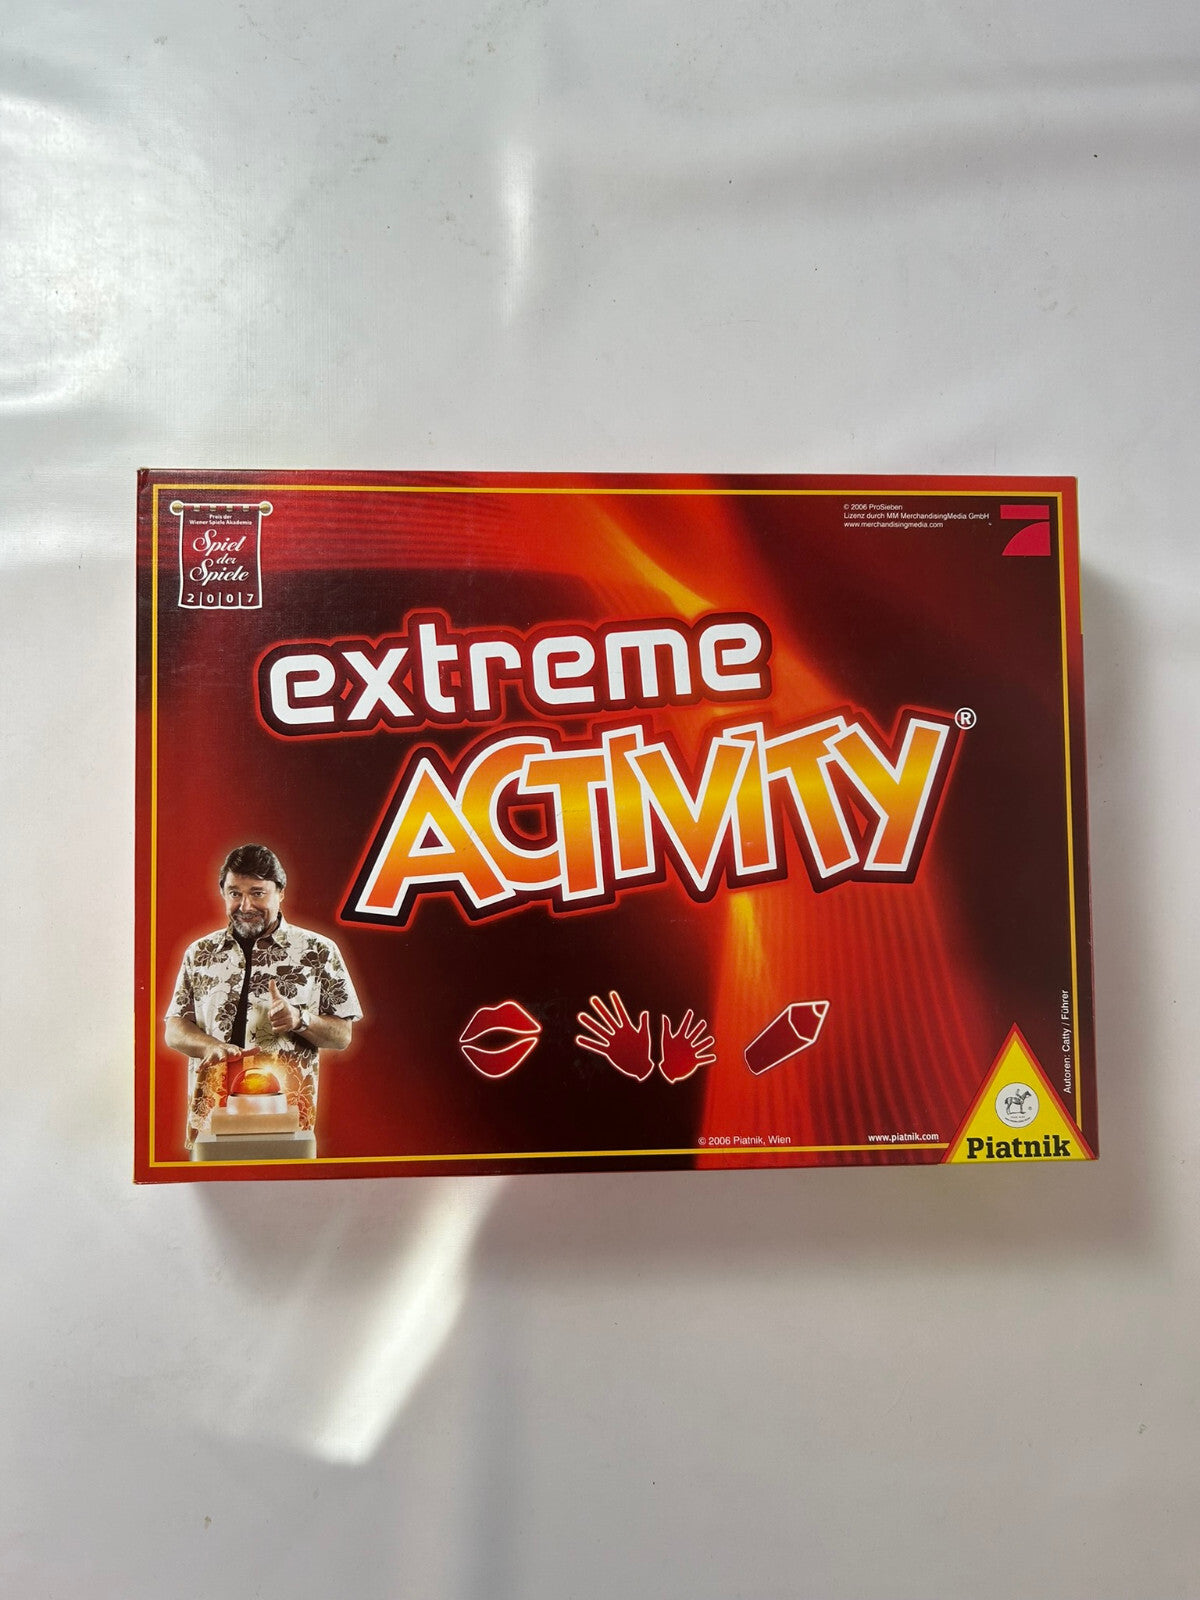 Preis der
Wiener Spiele Akademie
Spiel
der
Spiele
2007
© 2006 ProSieben
Lizenz durch MM MerchandisingMedia GmbH
www.merchandisingmedia.com
extreme
ACTIVITY®
Autoren: Catty / Führer
© 2006 Piatnik, Wien
www.piatnik.com
Piatnik